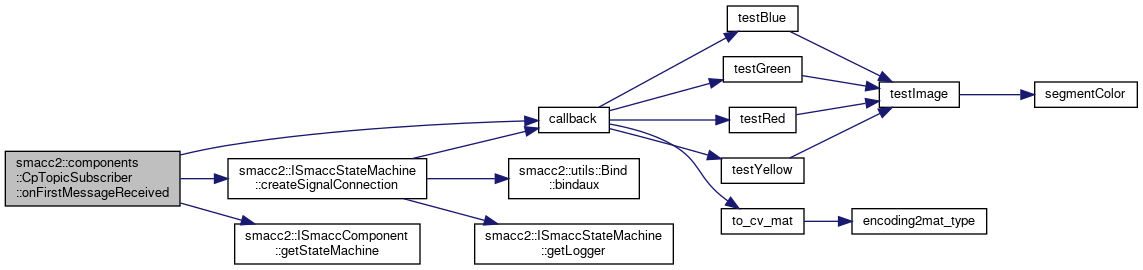 smacc2::components
::CpTopicSubscriber
::onFirstMessageReceived
smacc2::ISmaccStateMachine
::createSignalConnection
smacc2::ISmaccComponent
::getStateMachine
callback
smacc2::utils::Bind
::bindaux
smacc2::ISmaccStateMachine
::getLogger
testBlue
testGreen
testRed
testYellow
to_cv_mat
testImage
encoding2mat_type
segmentColor